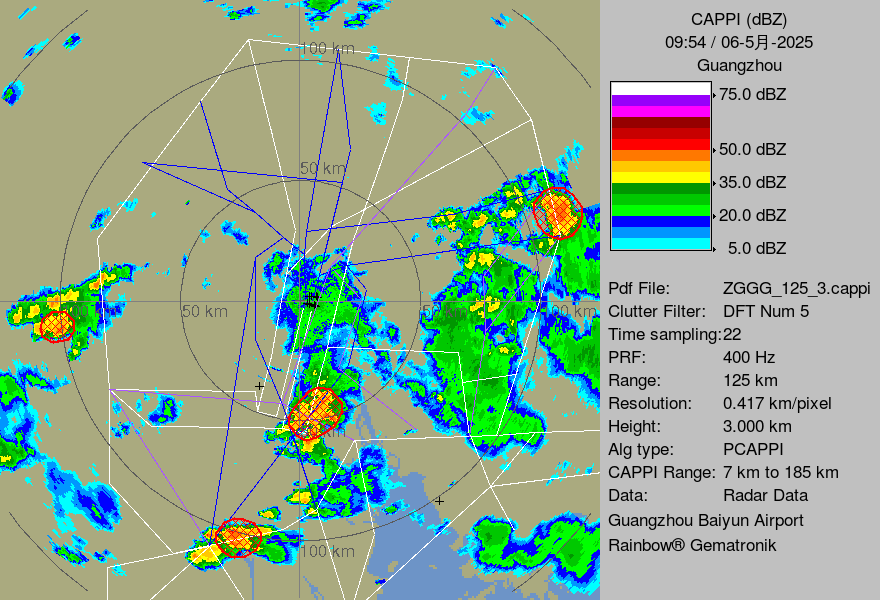 CAPPI (dBZ)
09:54 / 06-5月-2025
Guangzhou
75.0 dBZ
50.0 dBZ
35.0 dBZ
20.0 dBZ
5.0 dBZ
Pdf File: ZGGG_125_3.cappi
Clutter Filter: DFT Num 5
Time sampling:22
PRF: 400 Hz
Range: 125 km
Resolution: 0.417 km/pixel
Height: 3.000 km
Alg type: PCAPPI
CAPPI Range: 7 km to 185 km
Data: Radar Data
Guangzhou Baiyun Airport
Rainbow® Gematronik
100 km
50 km
50 km
100 km
100 km